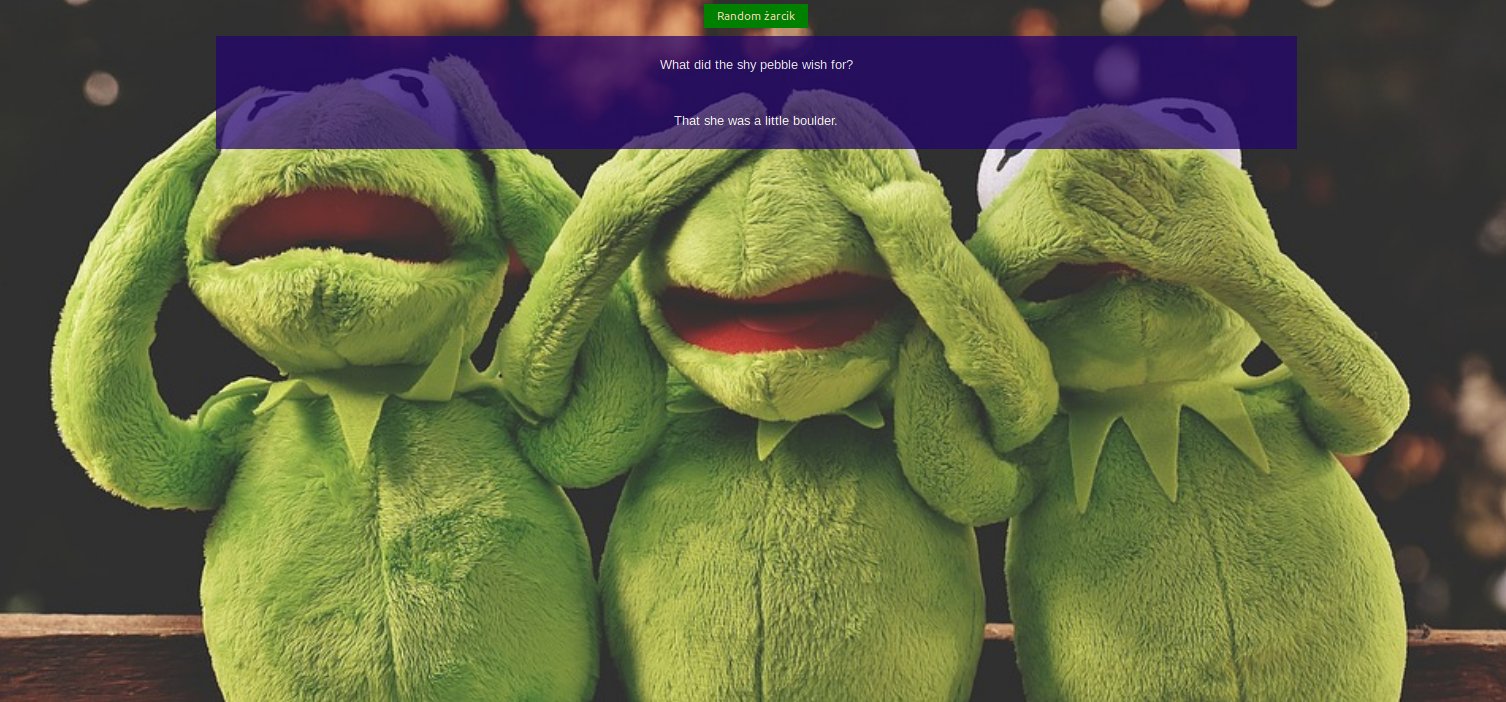 Random żarcik
What did the shy pebble wish for?
That she was a little boulder.